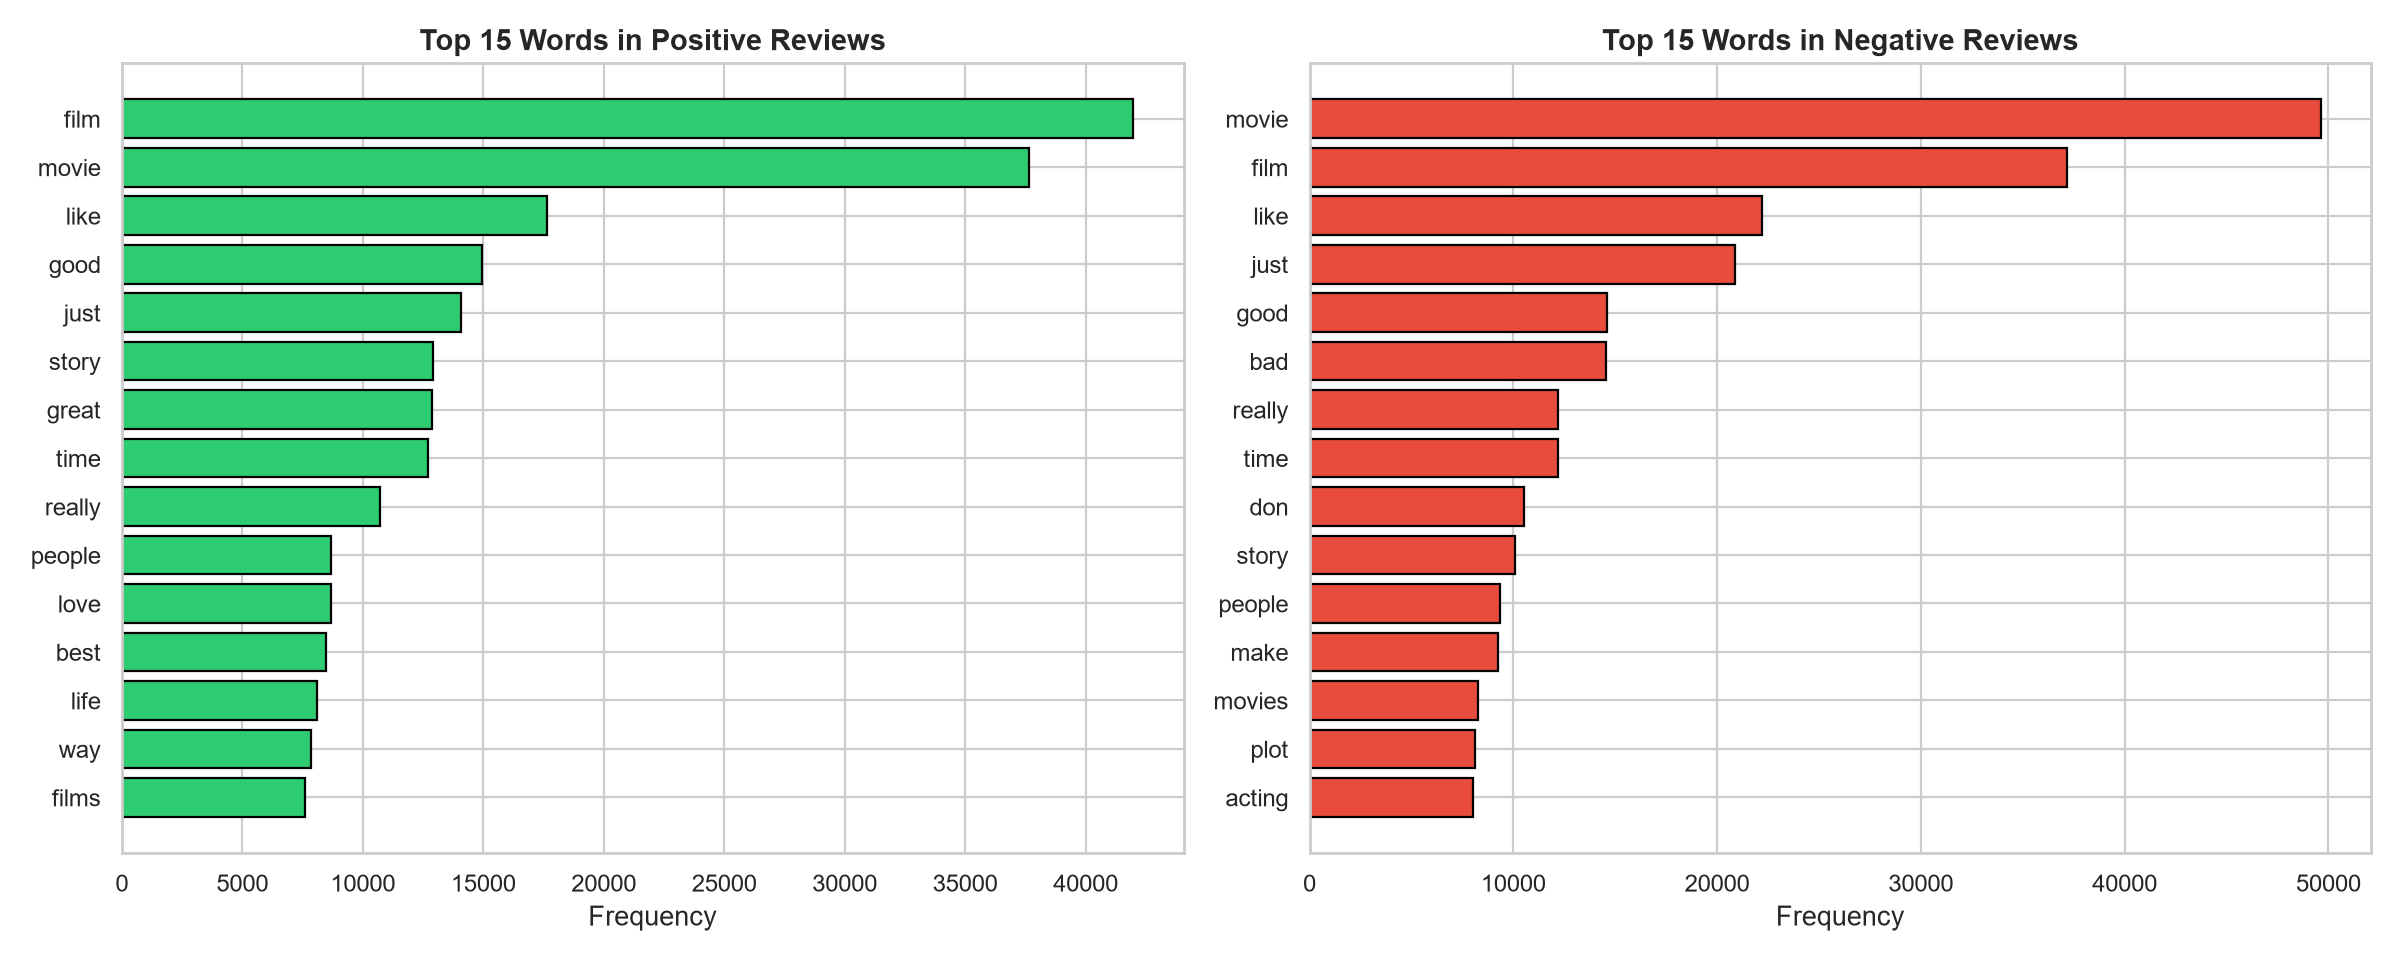 Top 15 Words in Positive Reviews
film
movie
like
good
just
story
great
time
really
people
love
best
life
way
films
0 5000 10000 15000 20000 25000 30000 35000 40000
Frequency
Top 15 Words in Negative Reviews
movie
film
like
just
good
bad
really
time
don
story
people
make
movies
plot
acting
0 10000 20000 30000 40000 50000
Frequency